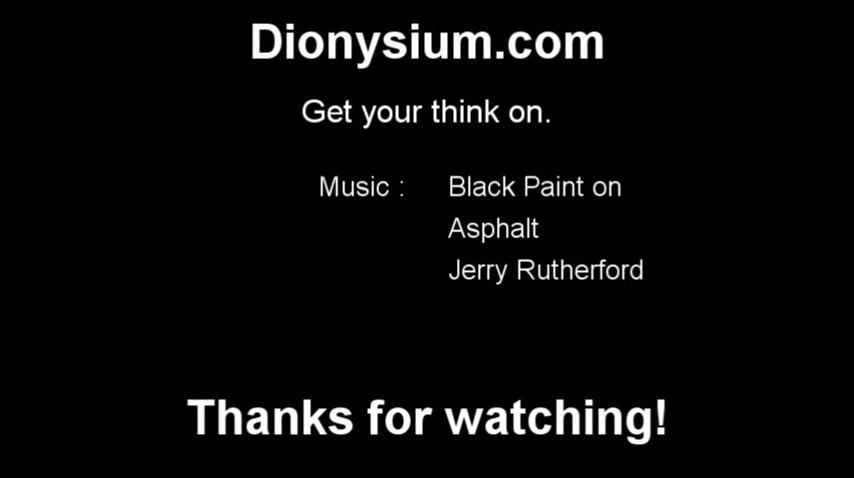 Dionysium.com
Get your think on.
Music : Black Paint on
Asphalt
Jerry Rutherford
Thanks for watching!